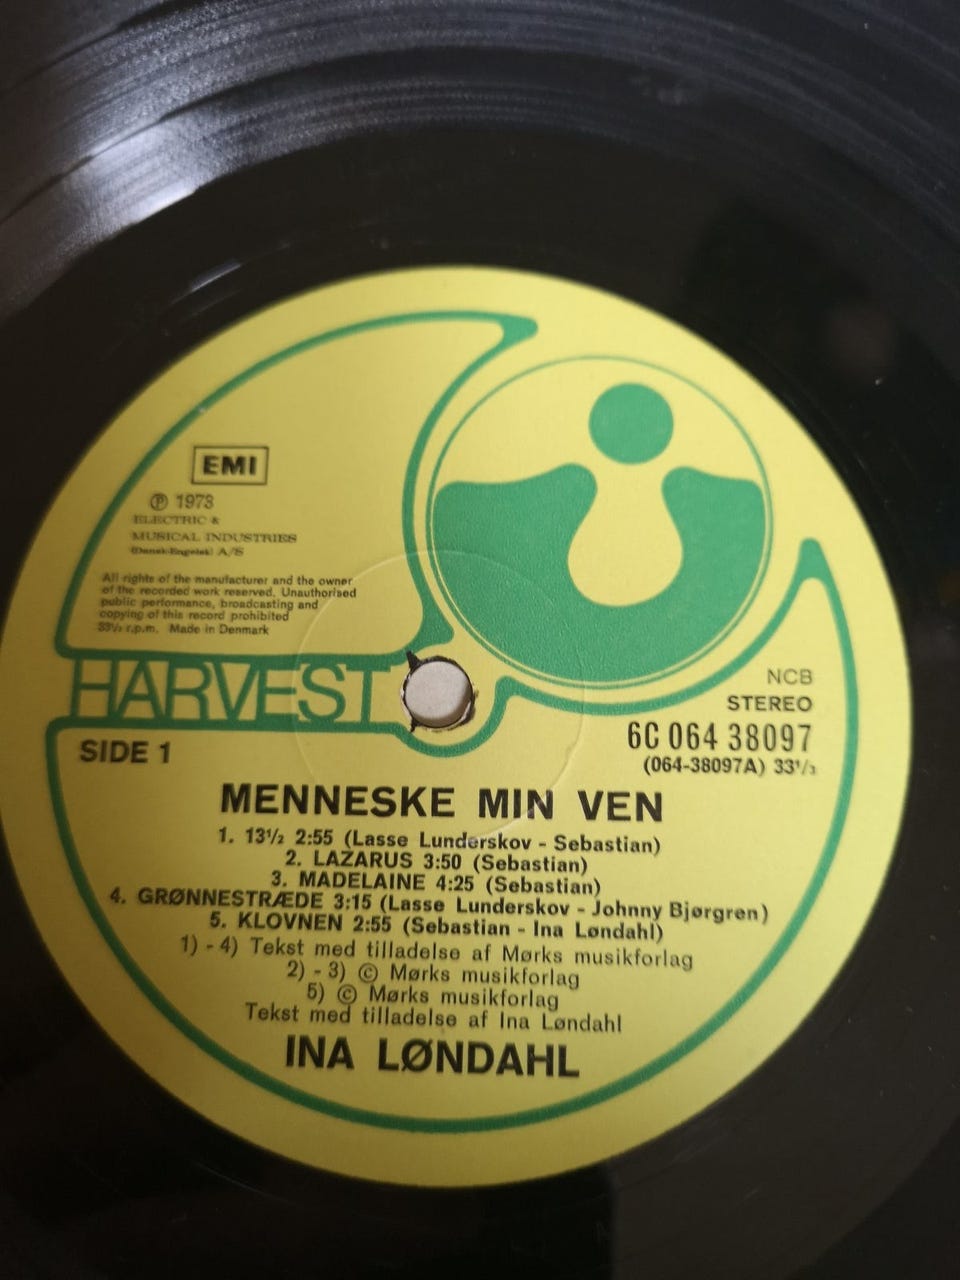 EMI
Ⓟ 1973
ELECTRIC &
MUSICAL INDUSTRIES
(Dansk-Engelsk) A/S
All rights of the manufacturer and the owner
of the recorded work reserved. Unauthorised
public performance, broadcasting and
copying of this record prohibited
33⅓ r.p.m. Made in Denmark
HARVEST
SIDE 1
NCB
STEREO
6C 064 38097
(064-38097A) 33⅓
MENNESKE MIN VEN
1. 13½ 2:55 (Lasse Lunderskov - Sebastian)
2. LAZARUS 3:50 (Sebastian)
3. MADELAINE 4:25 (Sebastian)
4. GRØNNESTRÆDE 3:15 (Lasse Lunderskov - Johnny Bjørgren)
5. KLOVNEN 2:55 (Sebastian - Ina Løndahl)
1) - 4) Tekst med tilladelse af Mørks musikforlag
2) - 3) © Mørks musikforlag
5) © Mørks musikforlag
Tekst med tilladelse af Ina Løndahl
INA LØNDAHL